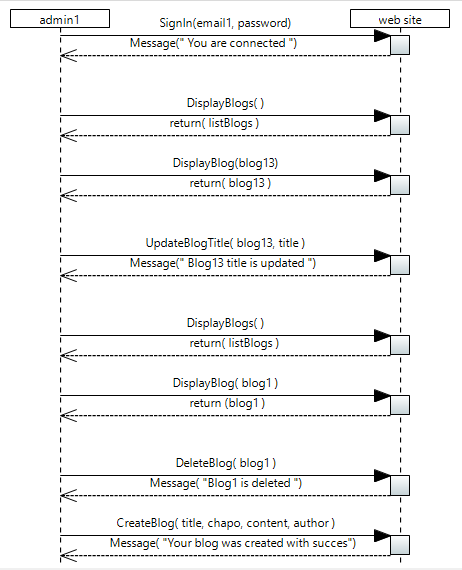 admin1
web site
SignIn(email1, password)
Message(" You are connected ")
DisplayBlogs( )
return( listBlogs )
DisplayBlog(blog13)
return( blog13 )
UpdateBlogTitle( blog13, title )
Message(" Blog13 title is updated ")
DisplayBlogs( )
return( listBlogs )
DisplayBlog( blog1 )
return (blog1 )
DeleteBlog( blog1 )
Message( "Blog1 is deleted ")
CreateBlog( title, chapo, content, author )
Message( "Your blog was created with succes")